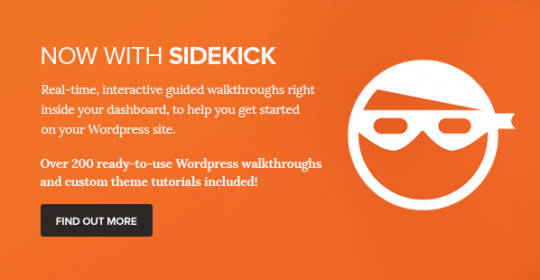 NOW WITH SIDEKICK
Real-time, interactive guided walkthroughs right
inside your dashboard, to help you get started
on your Wordpress site.
Over 200 ready-to-use Wordpress walkthroughs
and custom theme tutorials included!
FIND OUT MORE